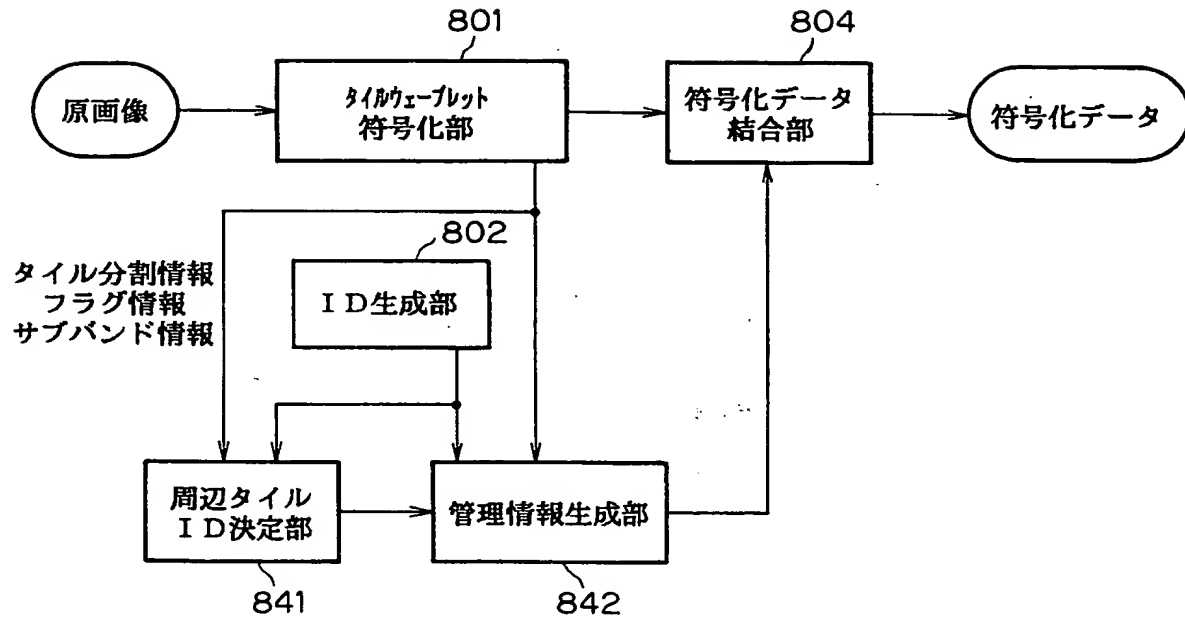 801
804
原画像
タイルウェーブレット
符号化部
符号化データ
結合部
符号化データ
802
タイル分割情報
フラグ情報
サブバンド情報
ＩＤ生成部
周辺タイル
ＩＤ決定部
管理情報生成部
841
842